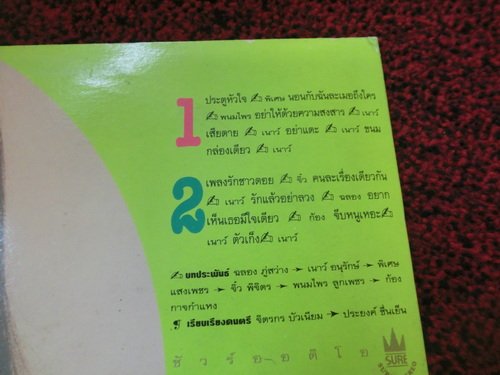 1
ประตูหัวใจ ✍ พิเศษ นอนกับฉันละเมอถึงใคร
✍ พนมไพร อย่าให้ด้วยความสงสาร ✍ เนาว์
เสียดาย ✍ เนาว์ อย่าแตะ ✍ เนาว์ ขนม
กล่องเดียว ✍ เนาว์
2
เพลงรักชาวดอย ✍ จิ๋ว คนละเรื่องเดียวกัน
✍ เนาว์ รักแล้วอย่าลวง ✍ ฉลอง อยาก
เห็นเธอมีใจเดียว ✍ ก้อง จีบหนูเหอะ ✍
เนาว์ ตัวเก็ง ✍ เนาว์
✍ บทประพันธ์ ฉลอง ภู่สว่าง ➛ เนาว์ อนุรักษ์ ➛ พิเศษ
แสงเพชร ➛ จิ๋ว พิจิตร ➛ พนมไพร ลูกเพชร ➛ ก้อง
กาจกำแหง
¶ เรียบเรียงดนตรี จิตรกร บัวเนียม ➛ ประยงค์ ชื่นเย็น
ชัวร์ออดิโอ
SURE